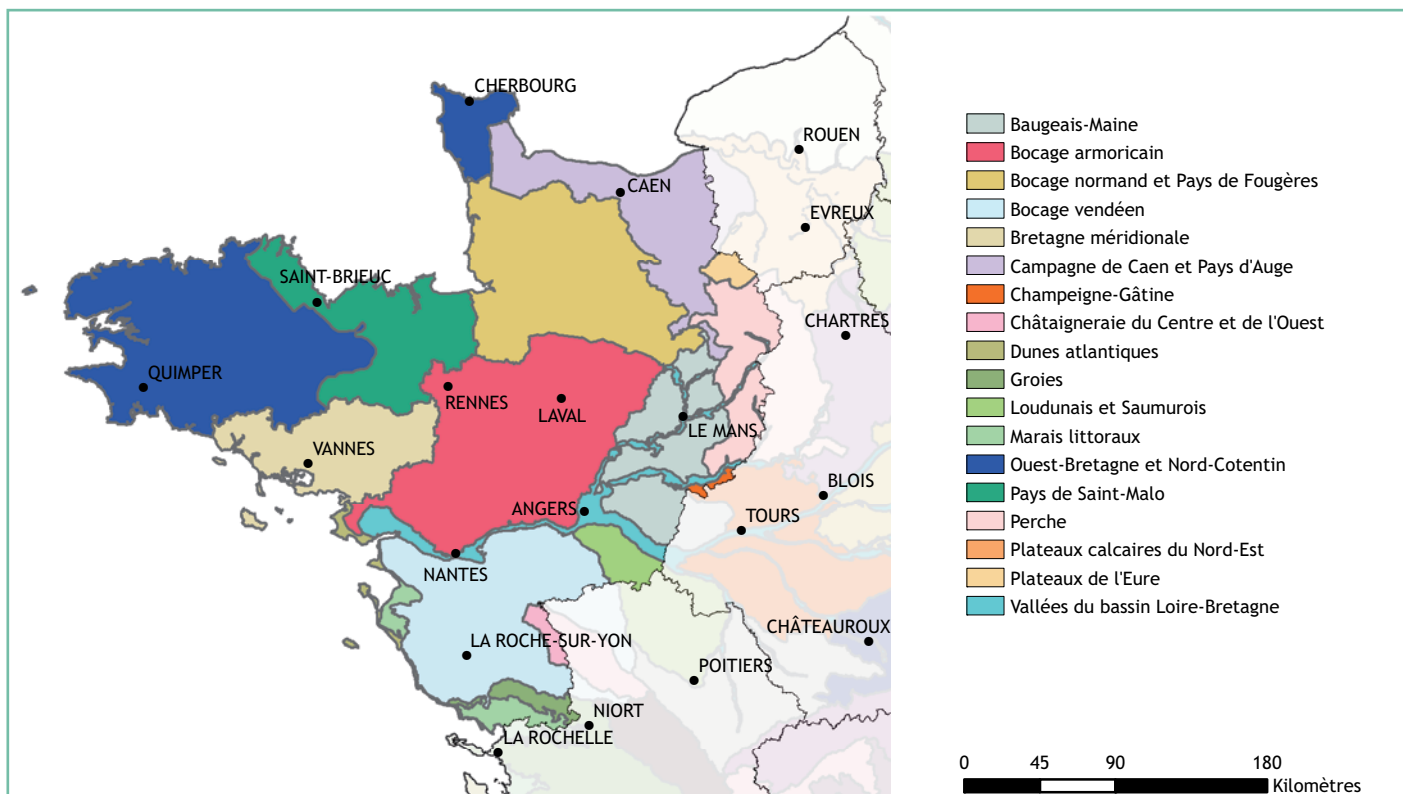 CHERBOURG
ROUEN
CAEN
EVREUX
SAINT-BRIEUC
CHARTRES
QUIMPER
RENNES
LAVAL
LE MANS
VANNES
BLOIS
ANGERS
TOURS
NANTES
CHÂTEAUROUX
LA ROCHE-SUR-YON
POITIERS
NIORT
LA ROCHELLE
Baugeais-Maine
Bocage armoricain
Bocage normand et Pays de Fougères
Bocage vendéen
Bretagne méridionale
Campagne de Caen et Pays d'Auge
Champeigne-Gâtine
Châtaigneraie du Centre et de l'Ouest
Dunes atlantiques
Groies
Loudunais et Saumurois
Marais littoraux
Ouest-Bretagne et Nord-Cotentin
Pays de Saint-Malo
Perche
Plateaux calcaires du Nord-Est
Plateaux de l'Eure
Vallées du bassin Loire-Bretagne
0 45 90 180
Kilomètres